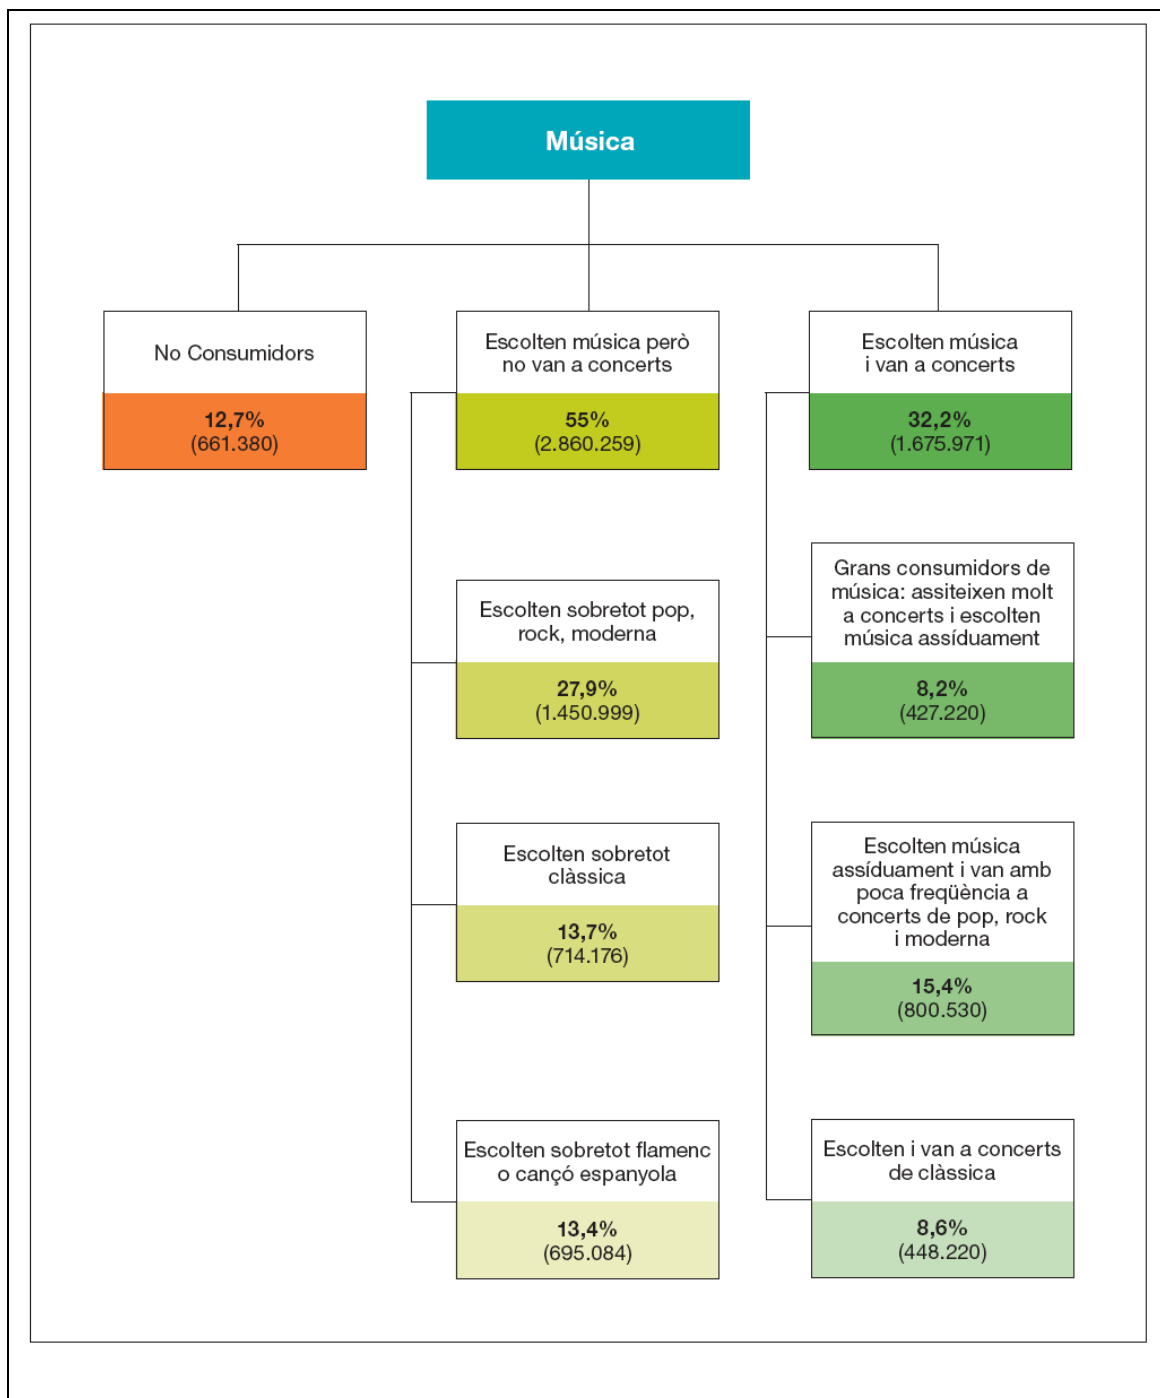 Música
No Consumidors
12,7%
(661.380)
Escolten música però
no van a concerts
55%
(2.860.259)
Escolten sobretot pop,
rock, moderna
27,9%
(1.450.999)
Escolten sobretot
clàssica
13,7%
(714.176)
Escolten sobretot flamenc
o cançó espanyola
13,4%
(695.084)
Escolten música
i van a concerts
32,2%
(1.675.971)
Grans consumidors de
música: assiteixen molt
a concerts i escolten
música assíduament
8,2%
(427.220)
Escolten música
assíduament i van amb
poca freqüència a
concerts de pop, rock
i moderna
15,4%
(800.530)
Escolten i van a concerts
de clàssica
8,6%
(448.220)